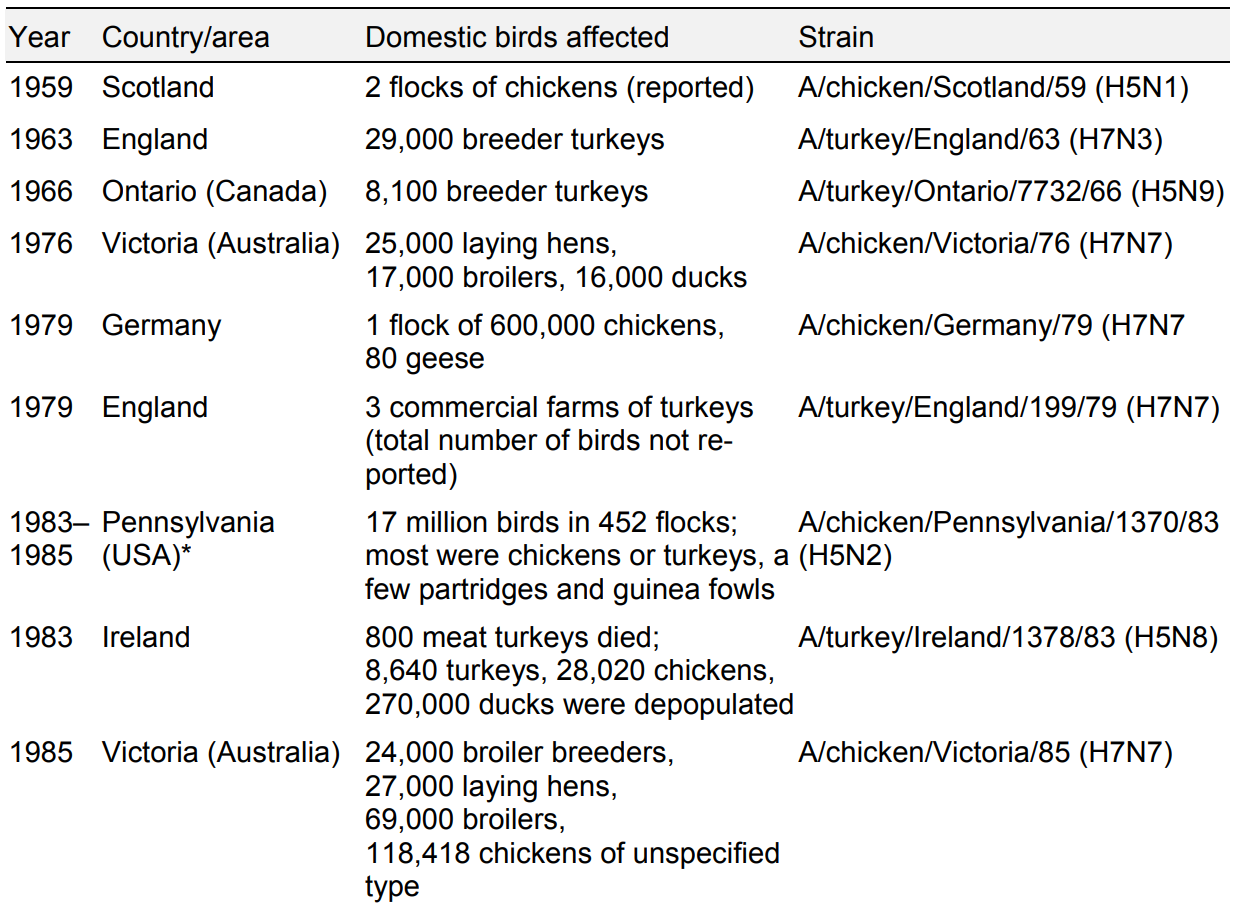 Year Country/area Domestic birds affected Strain
1959 Scotland 2 flocks of chickens (reported) A/chicken/Scotland/59 (H5N1)
1963 England 29,000 breeder turkeys A/turkey/England/63 (H7N3)
1966 Ontario (Canada) 8,100 breeder turkeys A/turkey/Ontario/7732/66 (H5N9)
1976 Victoria (Australia) 25,000 laying hens, A/chicken/Victoria/76 (H7N7)
17,000 broilers, 16,000 ducks
1979 Germany 1 flock of 600,000 chickens, A/chicken/Germany/79 (H7N7
80 geese
1979 England 3 commercial farms of turkeys A/turkey/England/199/79 (H7N7)
(total number of birds not re-
ported)
1983– Pennsylvania 17 million birds in 452 flocks; A/chicken/Pennsylvania/1370/83
1985 (USA)* most were chickens or turkeys, a (H5N2)
few partridges and guinea fowls
1983 Ireland 800 meat turkeys died; A/turkey/Ireland/1378/83 (H5N8)
8,640 turkeys, 28,020 chickens,
270,000 ducks were depopulated
1985 Victoria (Australia) 24,000 broiler breeders, A/chicken/Victoria/85 (H7N7)
27,000 laying hens,
69,000 broilers,
118,418 chickens of unspecified
type